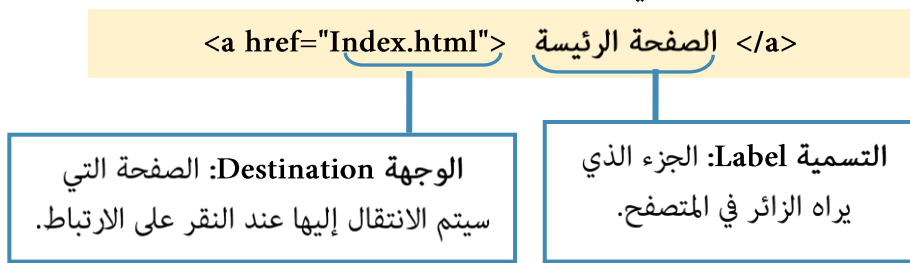 <a href="Index.html"> الصفحة الرئيسة </a>
التسمية Label: الجزء الذي
يراه الزائر في المتصفح.
الوجهة Destination: الصفحة التي
سيتم الانتقال إليها عند النقر على الارتباط.